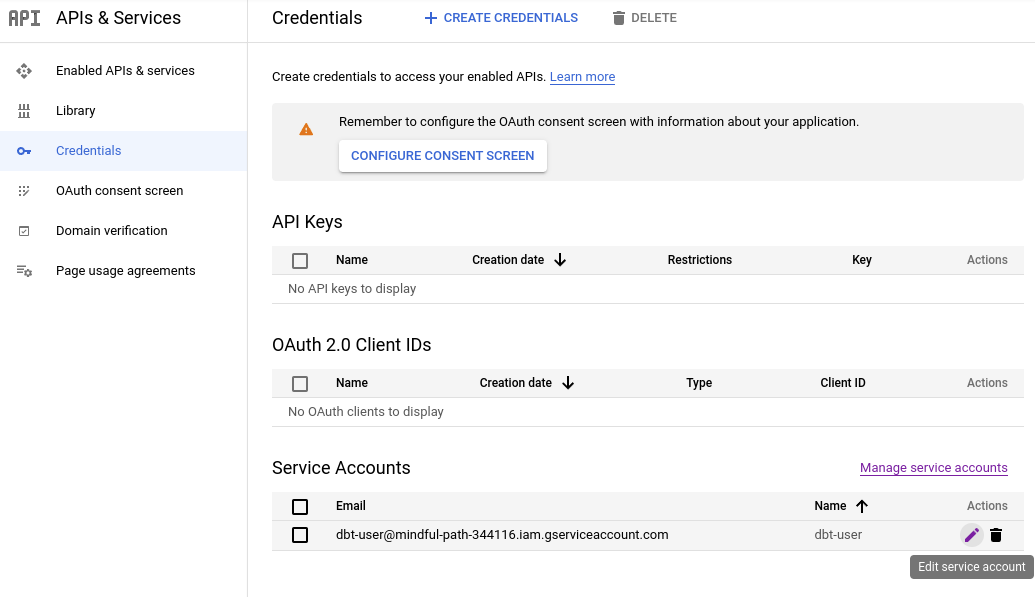 API APIs & Services
Credentials
CREATE CREDENTIALS
DELETE
Enabled APIs & services
Library
Credentials
OAuth consent screen
Domain verification
Page usage agreements
Create credentials to access your enabled APIs. Learn more
Remember to configure the OAuth consent screen with information about your application.
CONFIGURE CONSENT SCREEN
API Keys
Name Creation date Restrictions Key Actions
No API keys to display
OAuth 2.0 Client IDs
Name Creation date Type Client ID Actions
No OAuth clients to display
Service Accounts Manage service accounts
Email Name Actions
dbt-user@mindful-path-344116.iam.gserviceaccount.com dbt-user
Edit service account